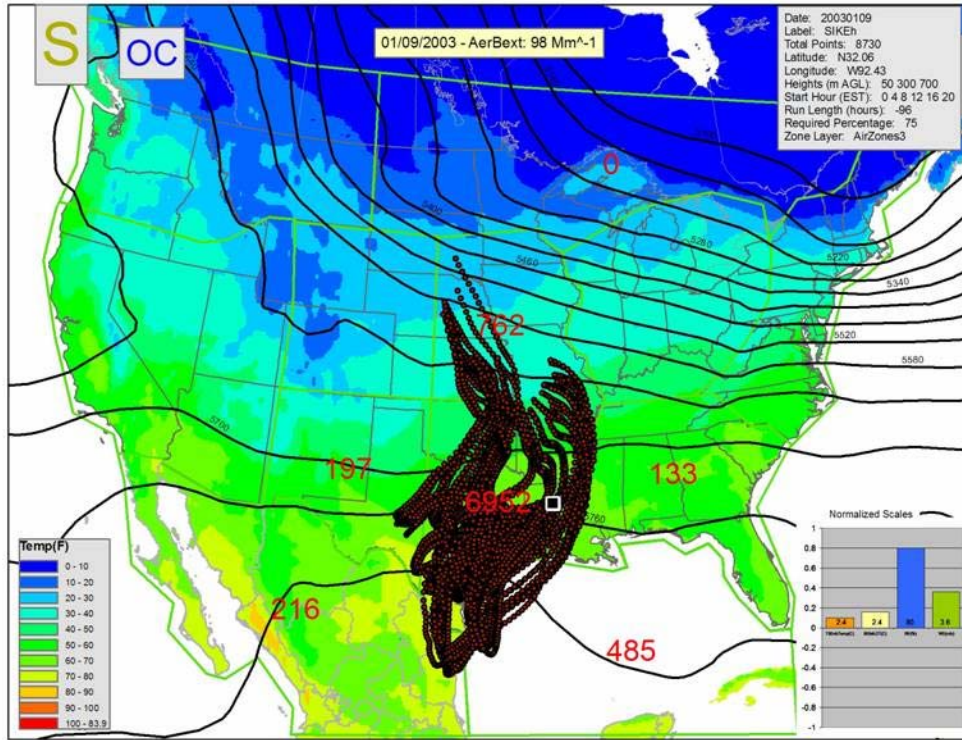 S
OC
01/09/2003 - AerBext: 98 Mm^-1
Date: 20030109
Label: SIKEh
Total Points: 8730
Latitude: N32.06
Longitude: W92.43
Heights (m AGL): 50 300 700
Start Hour (EST): 0 4 8 12 16 20
Run Length (hours): -96
Required Percentage: 75
Zone Layer: AirZones3
0
5400
5460
5280
5220
5340
5520
5580
762
5700
197
6952
133
5760
216
485
Temp(F)
0 - 10
10 - 20
20 - 30
30 - 40
40 - 50
50 - 60
60 - 70
70 - 80
80 - 90
90 - 100
100 - 83.9
Normalized Scales
1
0.8
0.6
0.4
0.2
0
-0.2
-0.4
-0.6
-0.8
-1
2.4
2.4
3.6